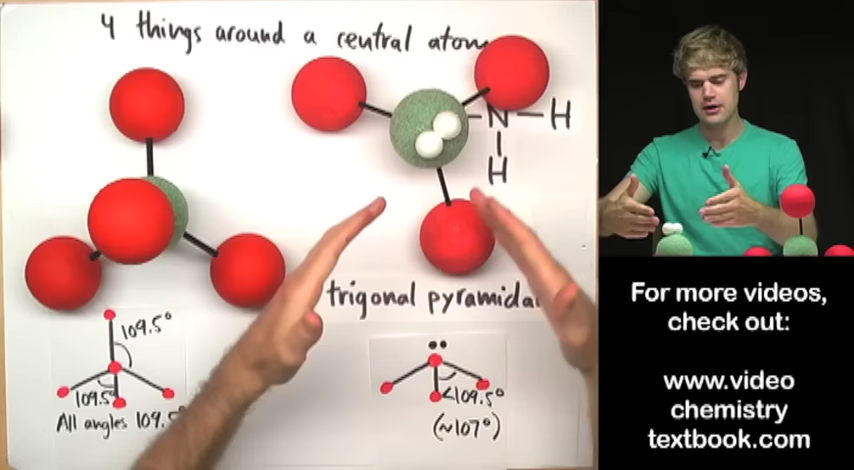 4 things around a central atom
N — H
H
trigonal pyramida
109.5°
109.5°
All angles 109.5°
<109.5°
(~107°)
For more videos,
check out:
www.video
chemistry
textbook.com